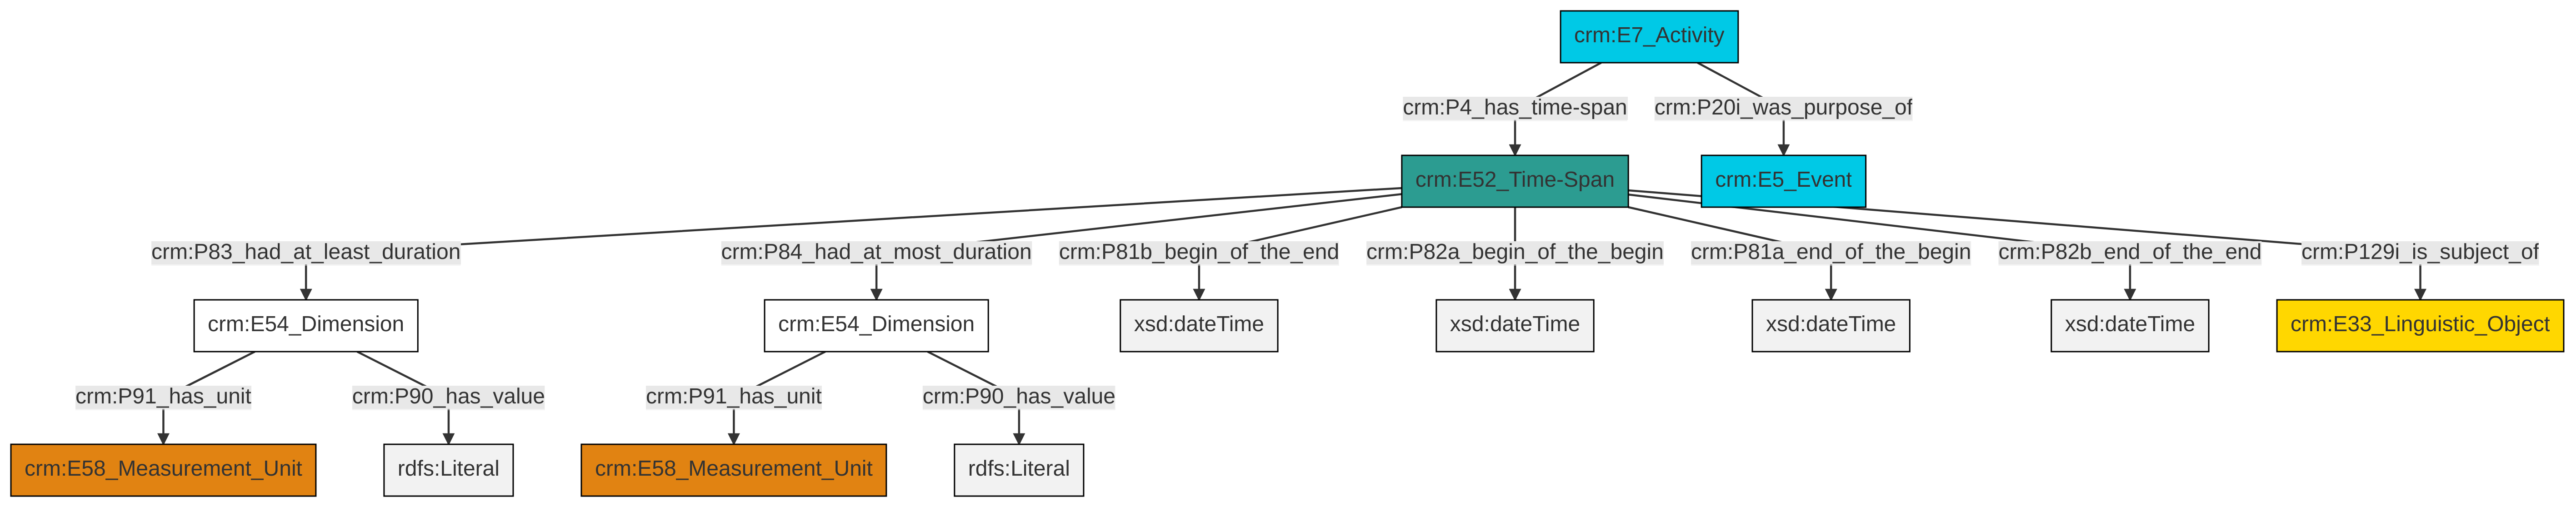 crm:E7_Activity
crm:P4_has_time-span
crm:P20i_was_purpose_of
crm:E52_Time-Span
crm:E5_Event
crm:P83_had_at_least_duration
crm:P84_had_at_most_duration
crm:P81b_begin_of_the_end
crm:P82a_begin_of_the_begin
crm:P81a_end_of_the_begin
crm:P82b_end_of_the_end
crm:P129i_is_subject_of
crm:E54_Dimension
crm:E54_Dimension
xsd:dateTime
xsd:dateTime
xsd:dateTime
xsd:dateTime
crm:E33_Linguistic_Object
crm:P91_has_unit
crm:P90_has_value
crm:P91_has_unit
crm:P90_has_value
crm:E58_Measurement_Unit
rdfs:Literal
crm:E58_Measurement_Unit
rdfs:Literal